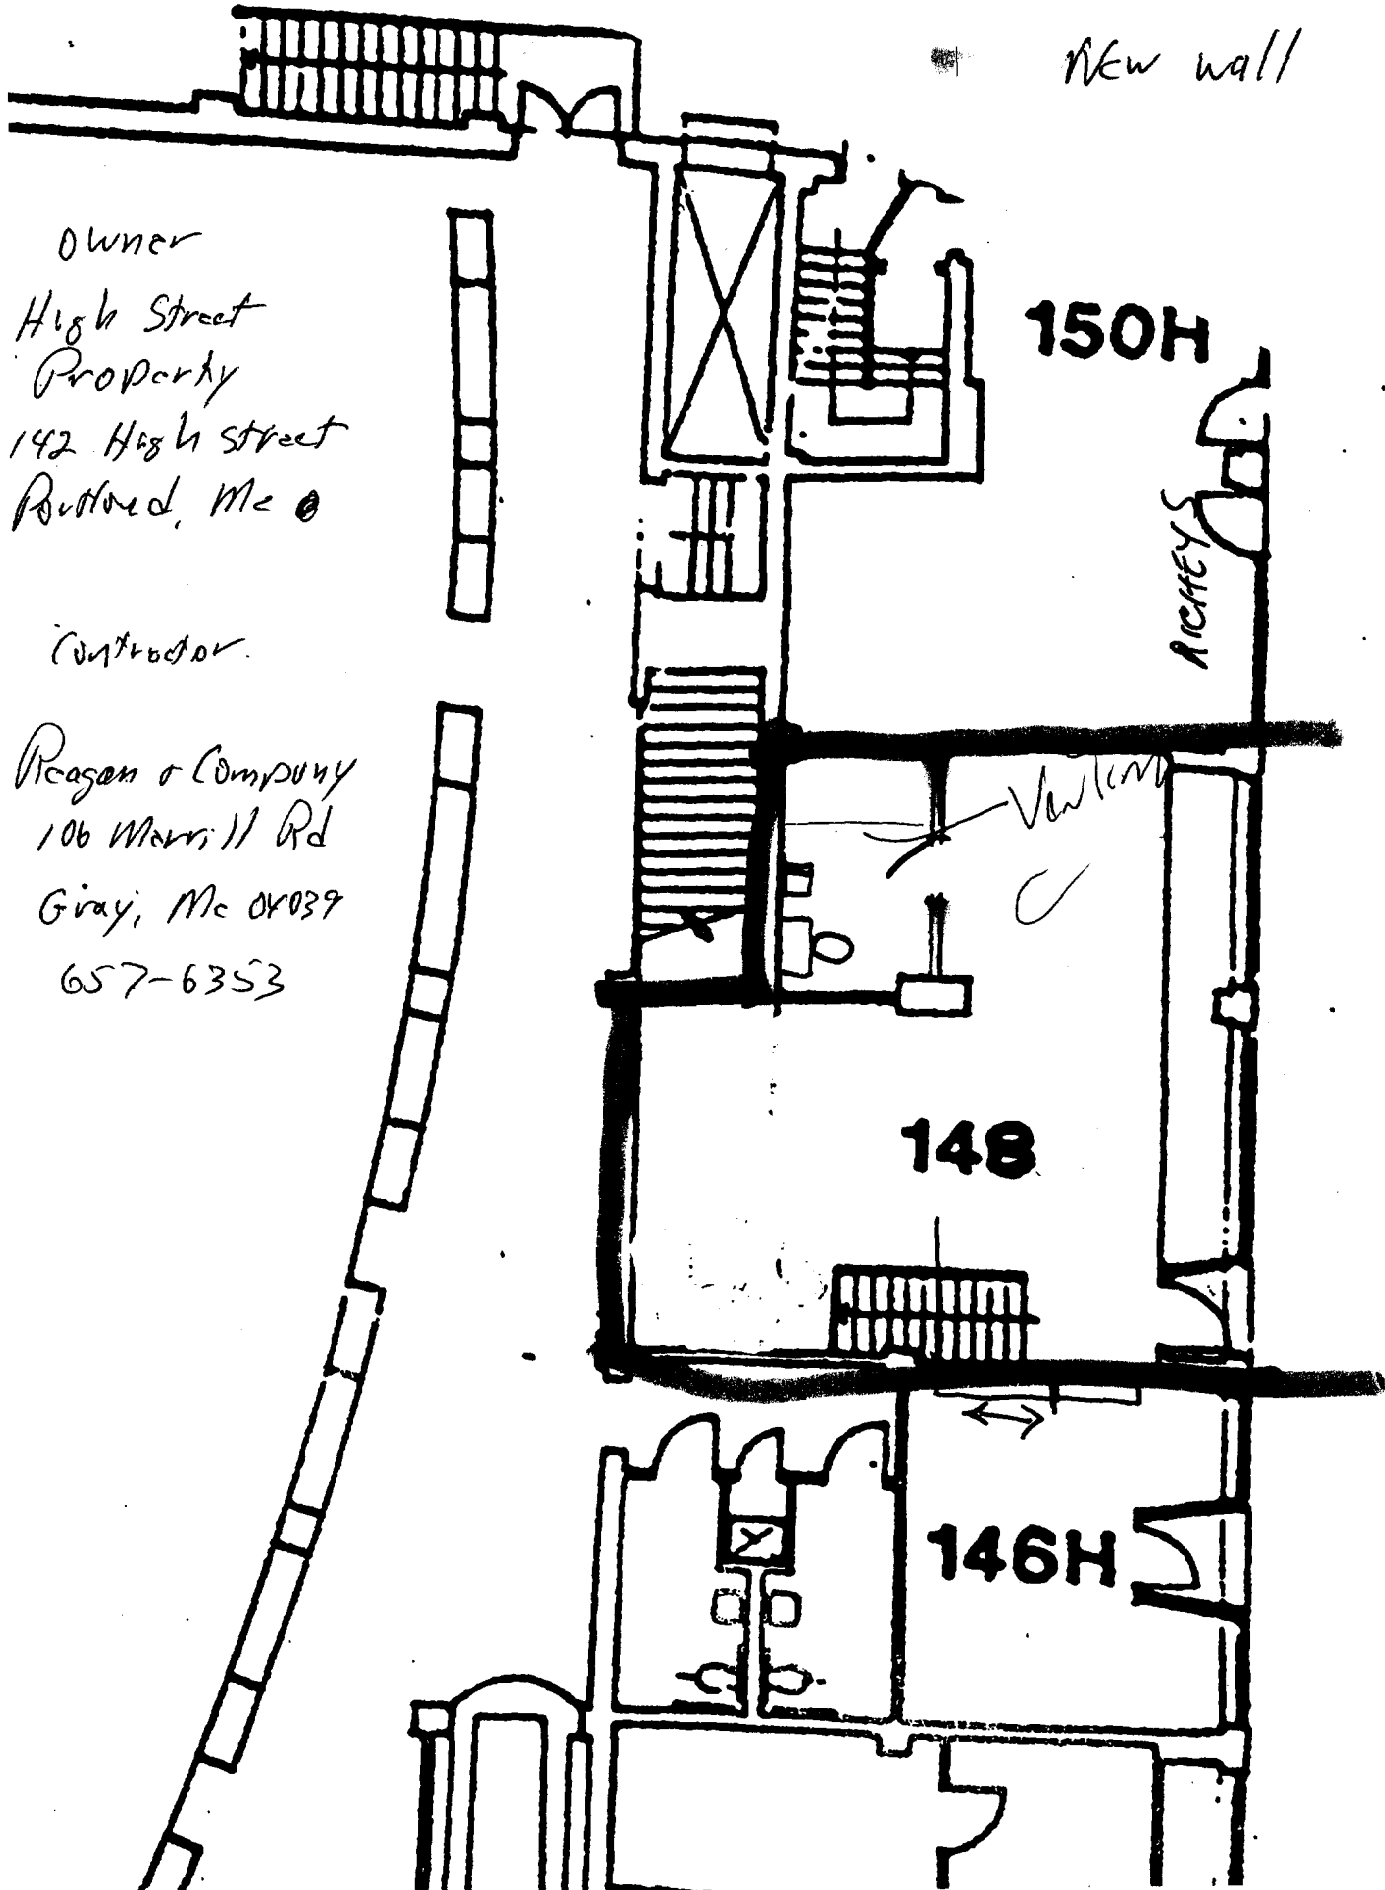 New wall
owner
High Street
Property
142 High Street
Portland, Me
150H
RICHEYS
Contractor
Reagan & Company
106 Merrill Rd
Gray, Me 04039
657-6353
148
146H